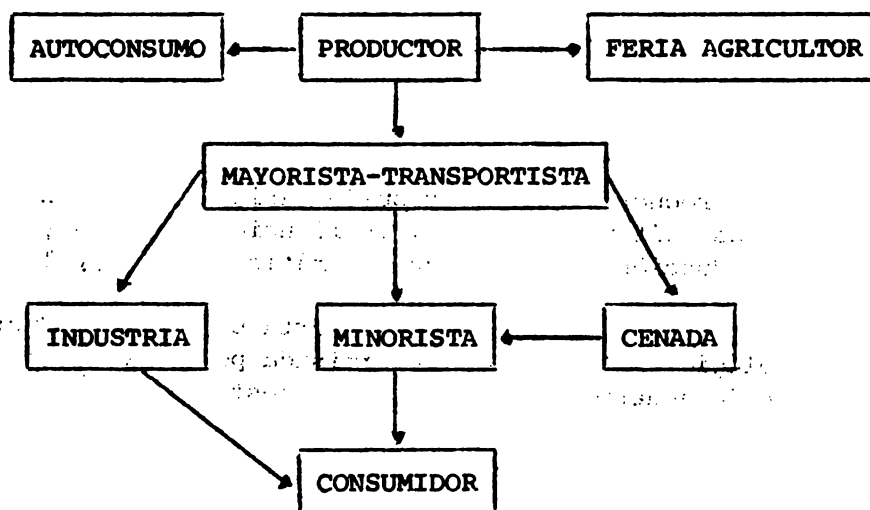 AUTOCONSUMO PRODUCTOR FERIA AGRICULTOR
MAYORISTA-TRANSPORTISTA
INDUSTRIA MINORISTA CENADA
CONSUMIDOR